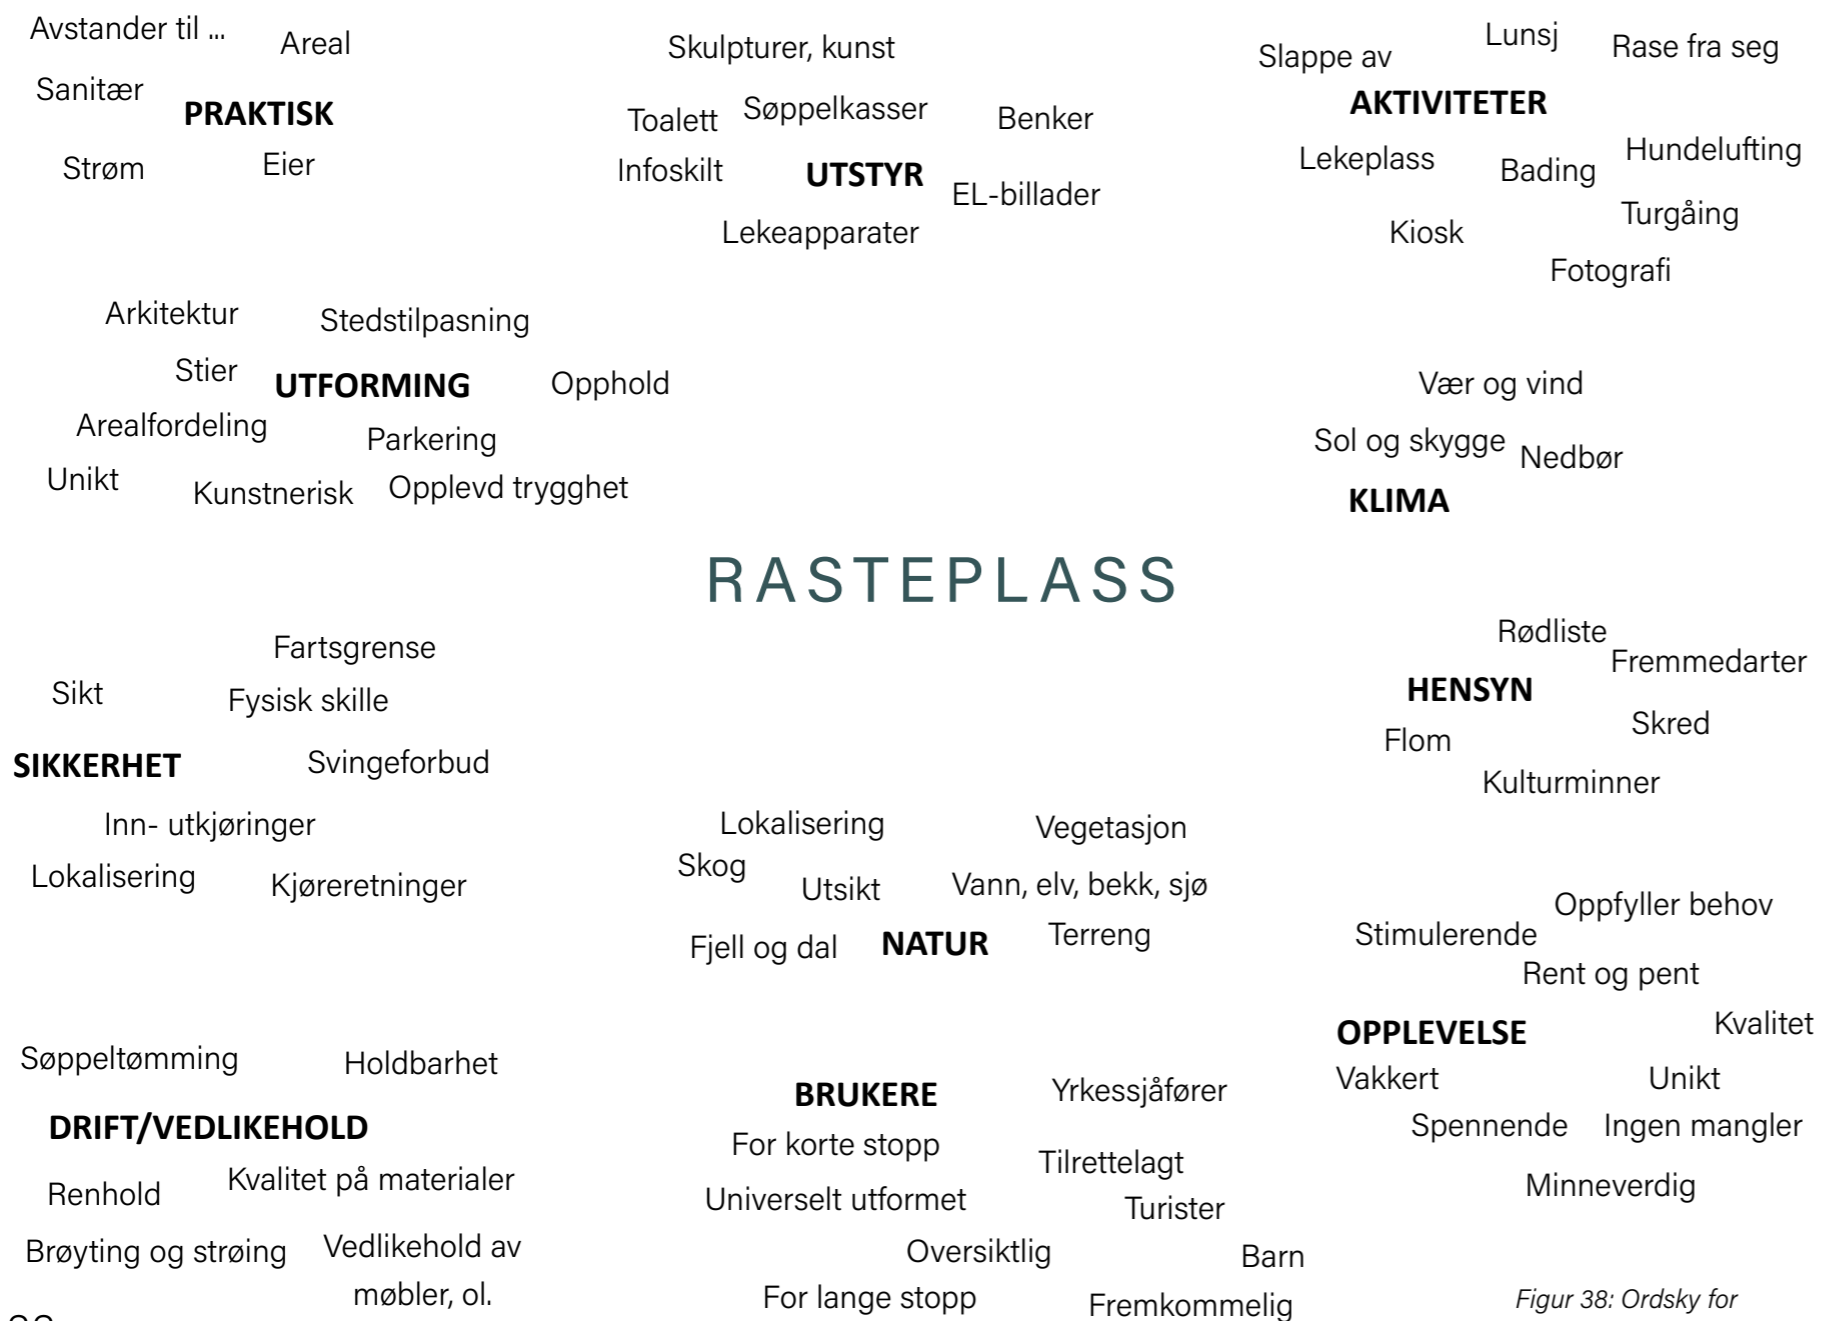 Avstander til ...
Areal
Sanitær
PRAKTISK
Strøm
Eier
Skulpturer, kunst
Toalett
Søppelkasser
Benker
Infoskilt
UTSTYR
EL-billader
Lekeapparater
Slappe av
Lunsj
Rase fra seg
AKTIVITETER
Lekeplass
Bading
Hundelufting
Turgåing
Kiosk
Fotografi
Arkitektur
Stedstilpasning
Stier
UTFORMING
Opphold
Arealfordeling
Parkering
Unikt
Kunstnerisk
Opplevd trygghet
Vær og vind
Sol og skygge
Nedbør
KLIMA
RASTEPLASS
Fartsgrense
Sikt
Fysisk skille
SIKKERHET
Svingeforbud
Inn- utkjøringer
Lokalisering
Kjøreretninger
Rødliste
Fremmedarter
HENSYN
Skred
Flom
Kulturminner
Lokalisering
Vegetasjon
Skog
Utsikt
Vann, elv, bekk, sjø
Fjell og dal
NATUR
Terreng
Oppfyller behov
Stimulerende
Rent og pent
OPPLEVELSE
Kvalitet
Vakkert
Unikt
Spennende
Ingen mangler
Minneverdig
Søppeltømming
Holdbarhet
DRIFT/VEDLIKEHOLD
Renhold
Kvalitet på materialer
Brøyting og strøing
Vedlikehold av
møbler, ol.
BRUKERE
Yrkessjåfører
For korte stopp
Tilrettelagt
Universelt utformet
Turister
Oversiktlig
Barn
For lange stopp
Fremkommelig
Figur 38: Ordsky for